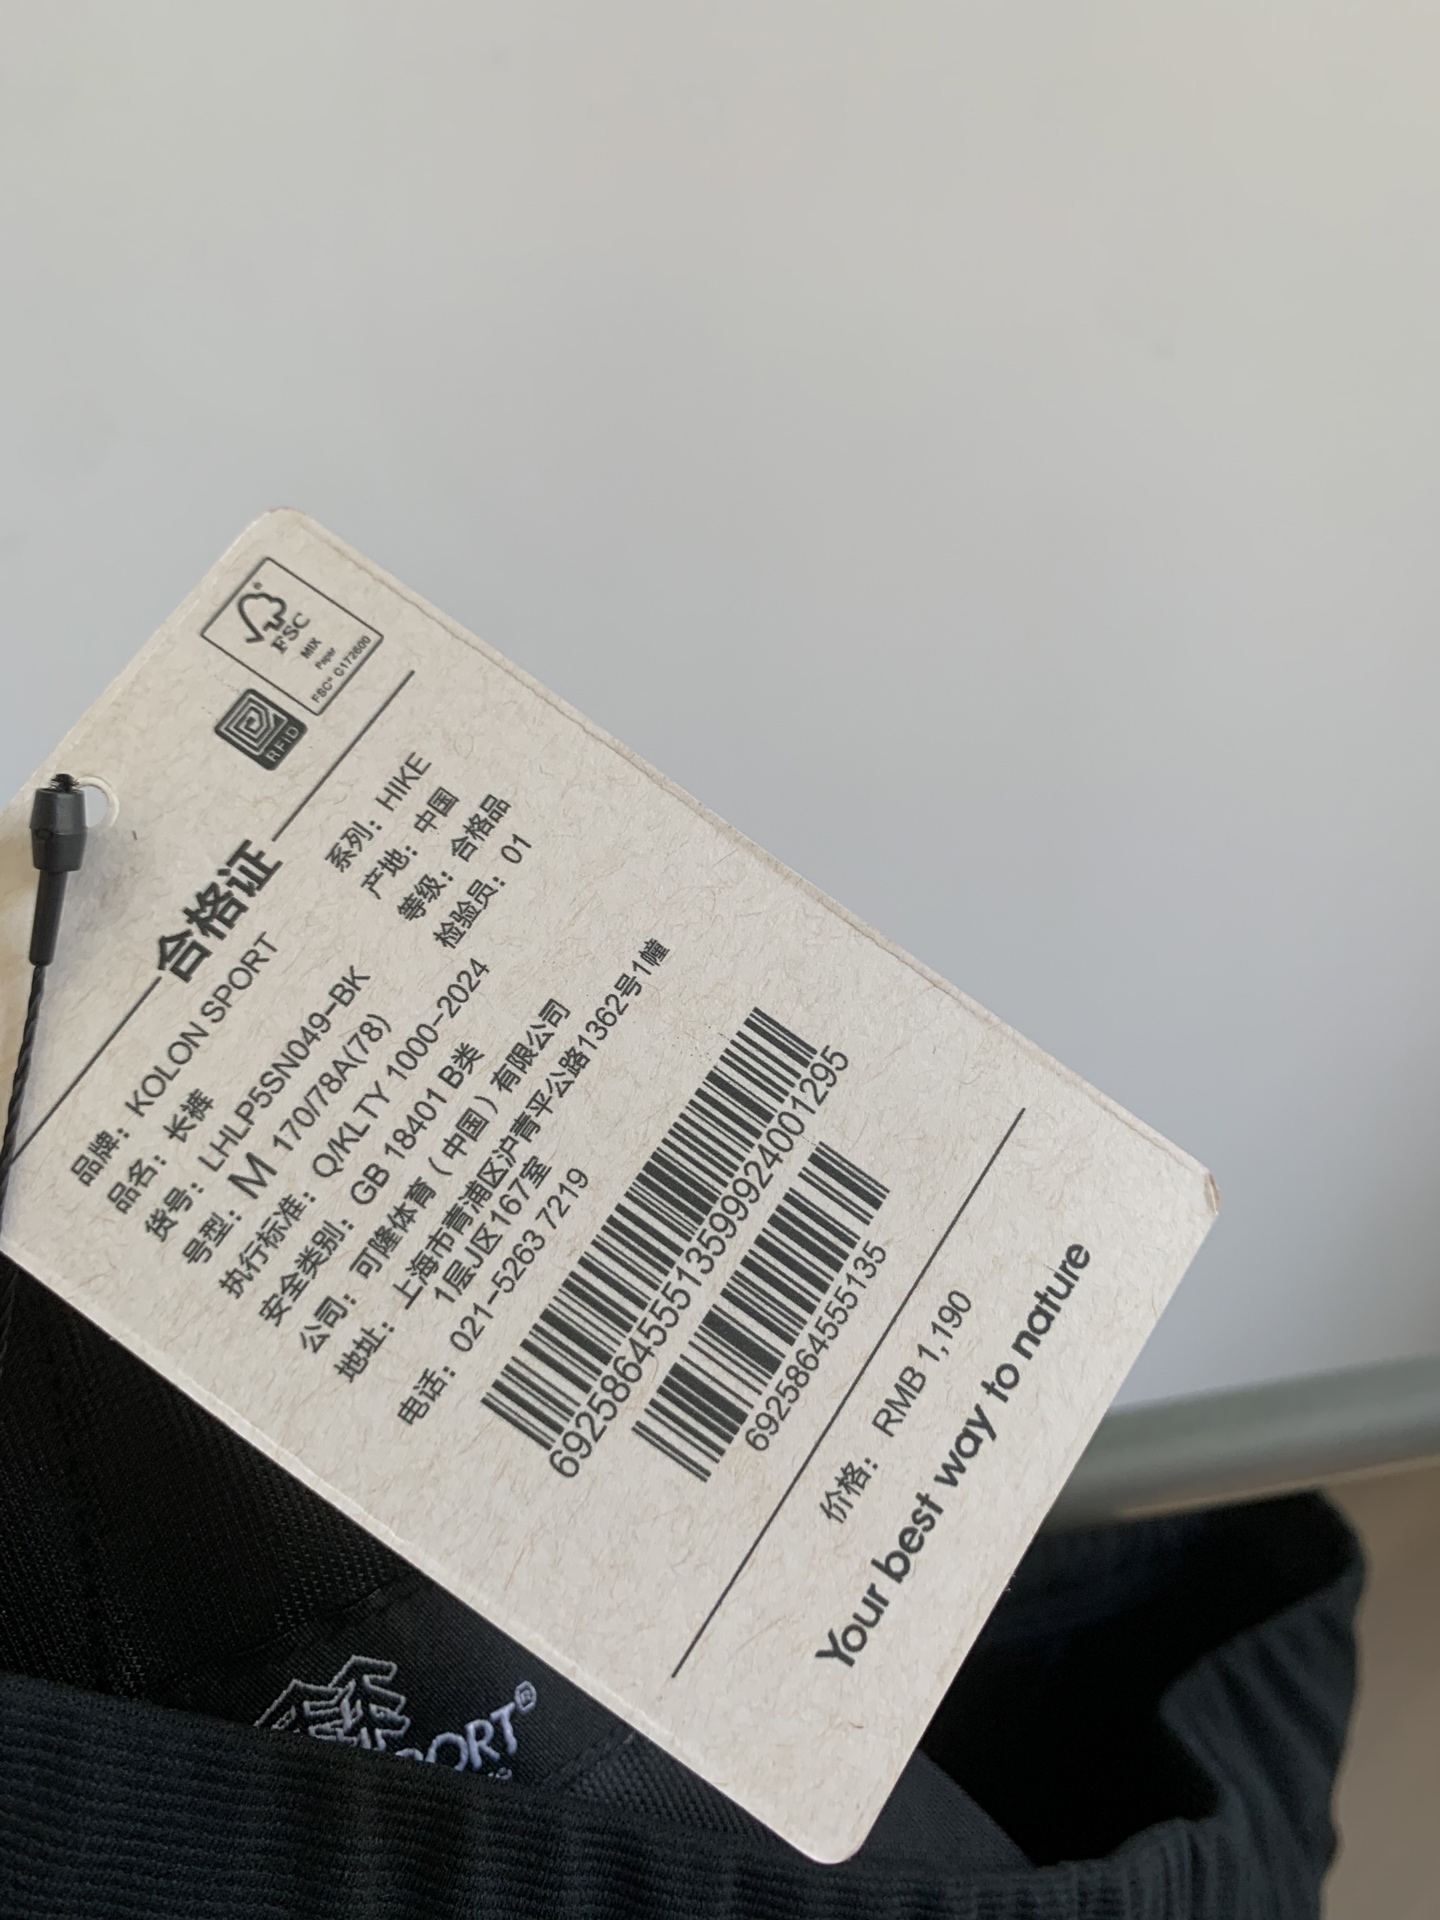 FSC®
MIX
Paper
FSC® C172600
RFID
合格证
品牌：KOLON SPORT
系列：HIKE
品名：长裤
产地：中国
货号：LHLP5SN049-BK
等级：合格品
号型：M 170/78A(78)
检验员：01
执行标准：Q/KLTY 1000-2024
安全类别：GB 18401 B类
公司：可隆体育（中国）有限公司
地址：上海市青浦区沪青平公路1362号1幢
1层J区167室
电话：021-5263 7219
692586455513599924001295
6925864555135
价格：RMB 1,190
Your best way to nature
PORT®